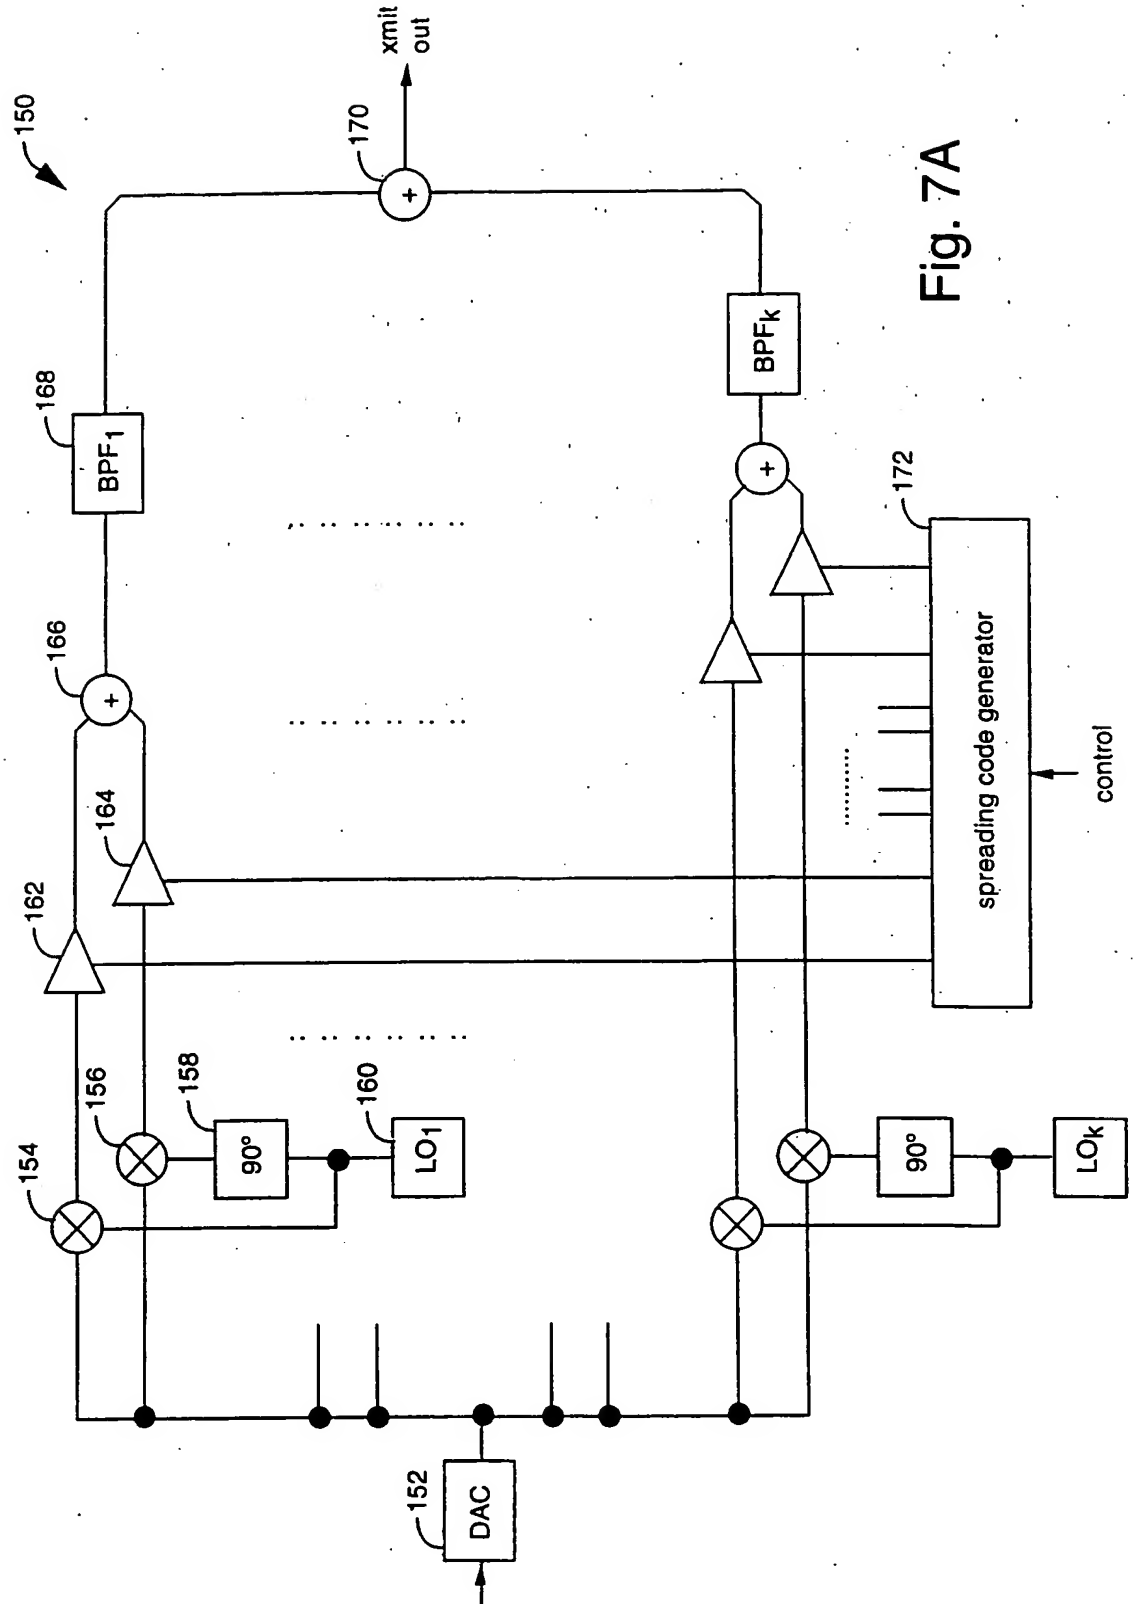 150
xmit
out
170
168
BPF1
166
162
164
154
156
158
90°
160
LO1
152
DAC
BPFk
172
spreading code generator
control
90°
LOk
Fig. 7A